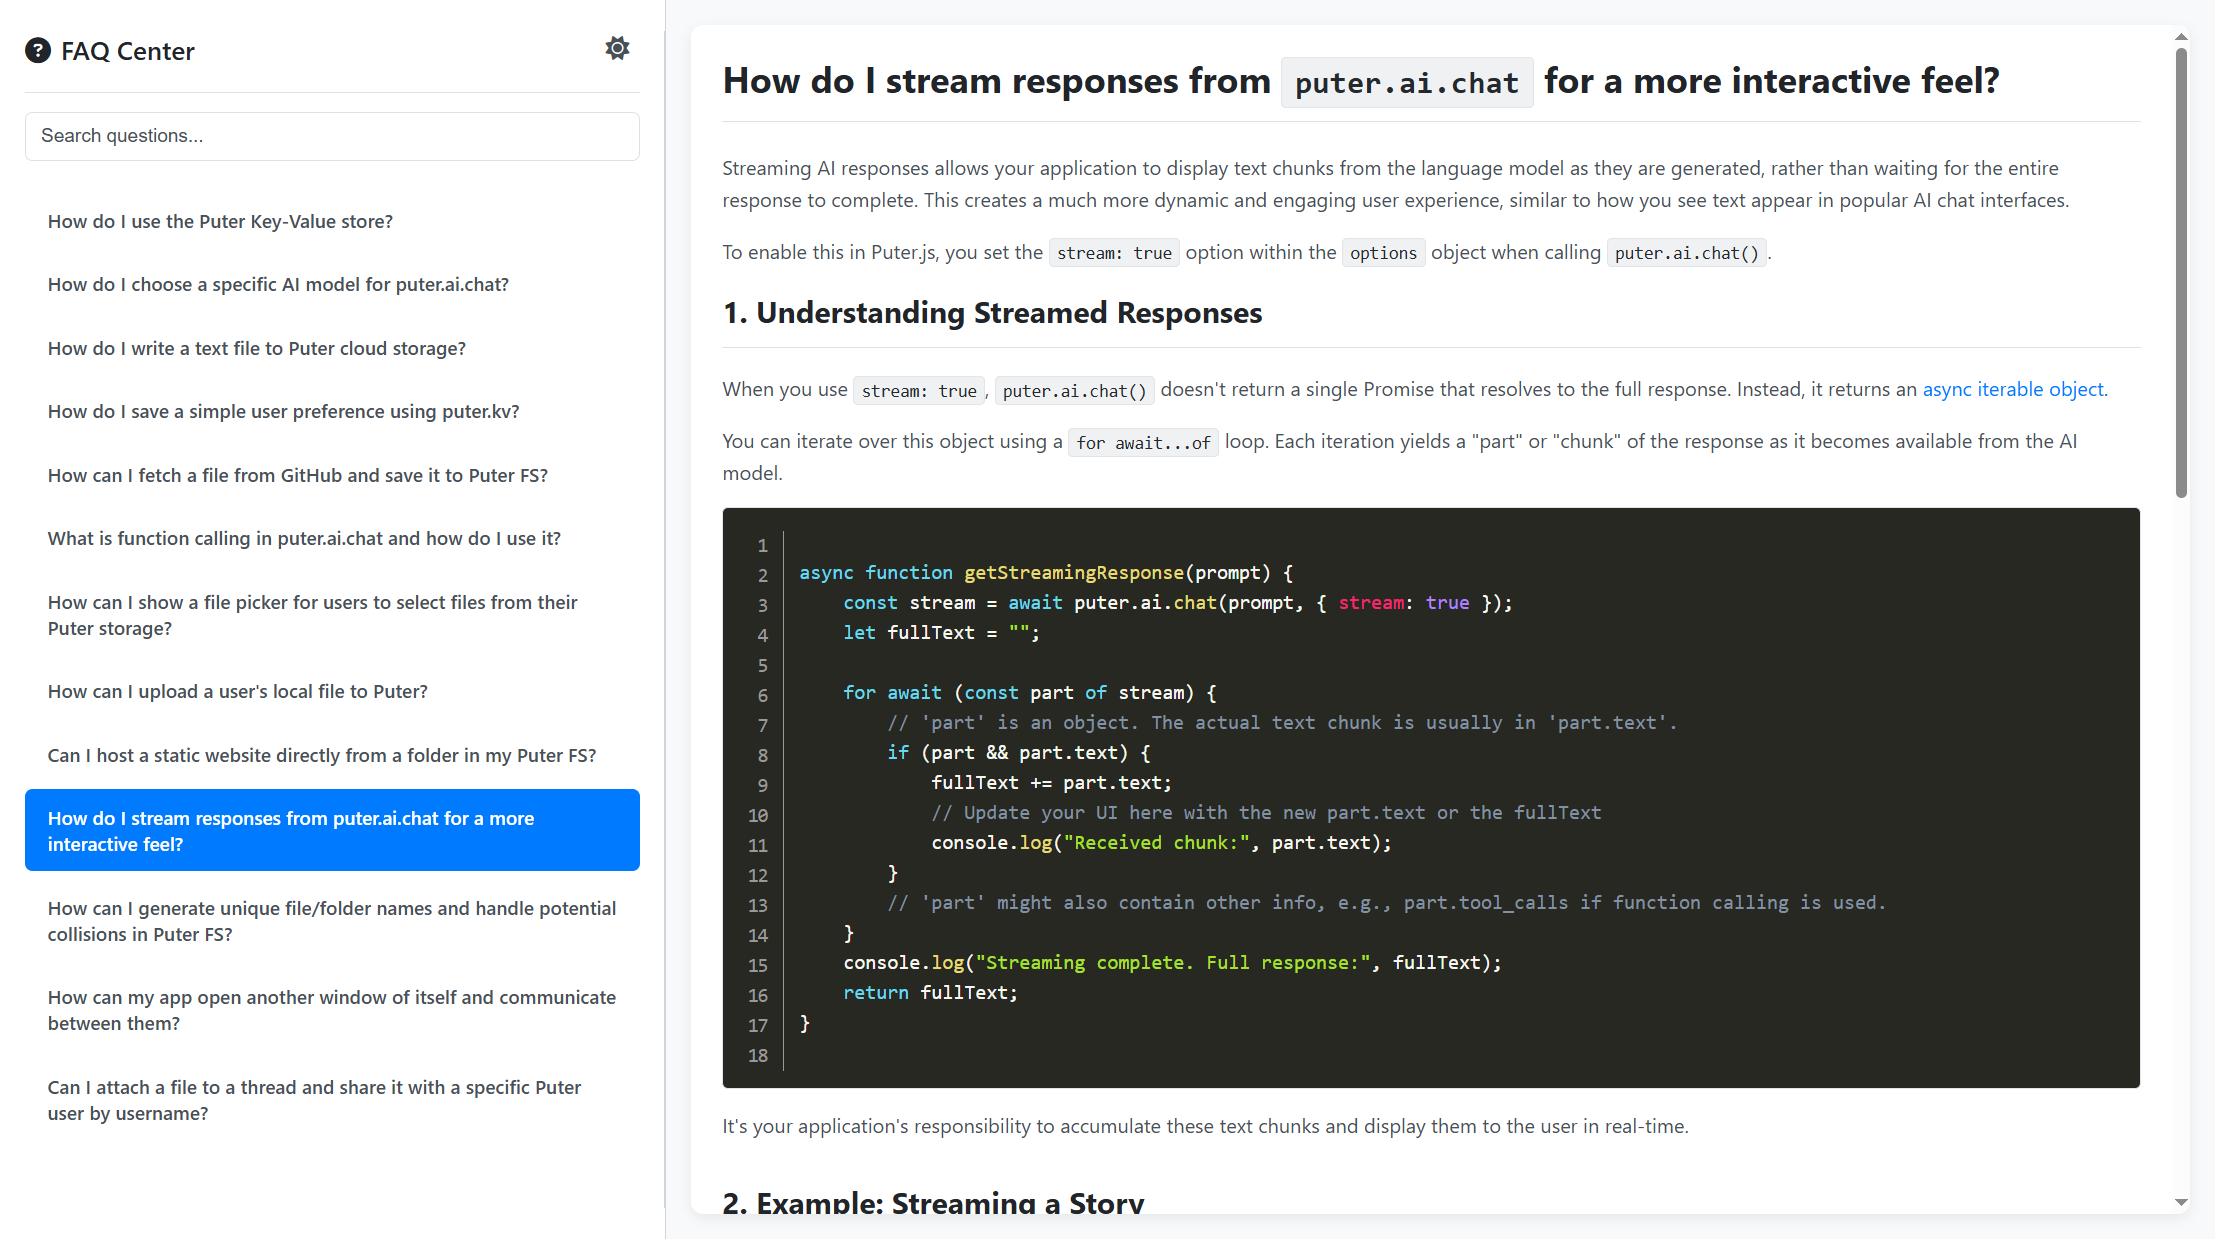 FAQ Center
Search questions...
How do I use the Puter Key-Value store?
How do I choose a specific AI model for puter.ai.chat?
How do I write a text file to Puter cloud storage?
How do I save a simple user preference using puter.kv?
How can I fetch a file from GitHub and save it to Puter FS?
What is function calling in puter.ai.chat and how do I use it?
How can I show a file picker for users to select files from their
Puter storage?
How can I upload a user's local file to Puter?
Can I host a static website directly from a folder in my Puter FS?
How do I stream responses from puter.ai.chat for a more
interactive feel?
How can I generate unique file/folder names and handle potential
collisions in Puter FS?
How can my app open another window of itself and communicate
between them?
Can I attach a file to a thread and share it with a specific Puter
user by username?
How do I stream responses from puter.ai.chat for a more interactive feel?
Streaming AI responses allows your application to display text chunks from the language model as they are generated, rather than waiting for the entire
response to complete. This creates a much more dynamic and engaging user experience, similar to how you see text appear in popular AI chat interfaces.
To enable this in Puter.js, you set the stream: true option within the options object when calling puter.ai.chat().
1. Understanding Streamed Responses
When you use stream: true, puter.ai.chat() doesn't return a single Promise that resolves to the full response. Instead, it returns an async iterable object.
You can iterate over this object using a for await...of loop. Each iteration yields a "part" or "chunk" of the response as it becomes available from the AI
model.
1
2 async function getStreamingResponse(prompt) {
3     const stream = await puter.ai.chat(prompt, { stream: true });
4     let fullText = "";
5
6     for await (const part of stream) {
7         // 'part' is an object. The actual text chunk is usually in 'part.text'.
8         if (part && part.text) {
9             fullText += part.text;
10             // Update your UI here with the new part.text or the fullText
11             console.log("Received chunk:", part.text);
12         }
13         // 'part' might also contain other info, e.g., part.tool_calls if function calling is used.
14     }
15     console.log("Streaming complete. Full response:", fullText);
16     return fullText;
17 }
18
It's your application's responsibility to accumulate these text chunks and display them to the user in real-time.
2. Example: Streaming a Story